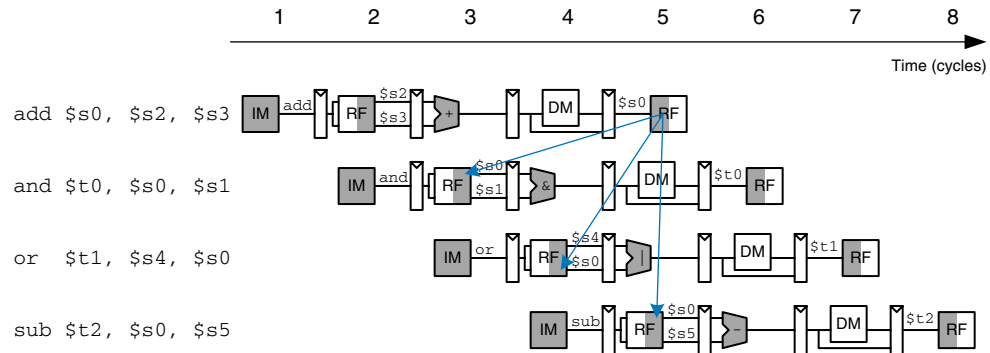 1 2 3 4 5 6 7 8
Time (cycles)
add $s0, $s2, $s3 IM add RF $s2 $s3 + DM $s0 RF
and $t0, $s0, $s1 IM and RF $s0 $s1 & DM $t0 RF
or $t1, $s4, $s0 IM or RF $s4 $s0 | DM $t1 RF
sub $t2, $s0, $s5 IM sub RF $s0 $s5 - DM $t2 RF